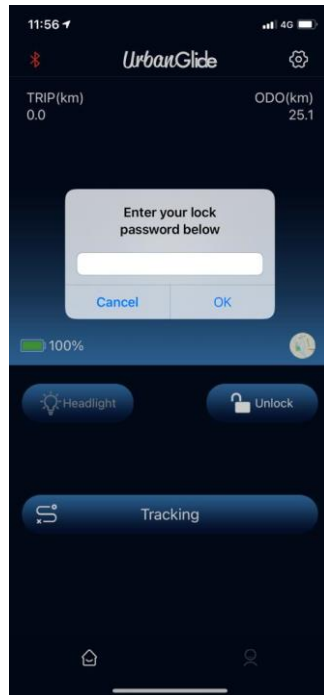 11:56
4G
UrbanGlide
TRIP(km)
ODO(km)
0.0
25.1
Enter your lock
password below
Cancel
OK
100%
Headlight
Unlock
Tracking